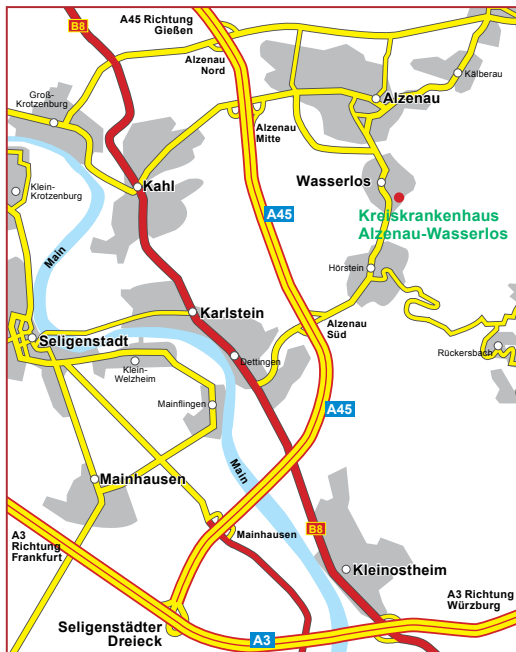 A45 Richtung
Gießen
B8
Alzenau
Nord
Kälberau
Groß-
Krotzenburg
Alzenau
Alzenau
Mitte
Wasserlos
Klein-
Krotzenburg
Kahl
A45
Kreiskrankenhaus
Alzenau-Wasserlos
Main
Hörstein
Karlstein
Alzenau
Süd
Seligenstadt
Rückersbach
Dettingen
Klein-
Welzheim
Mainflingen
A45
Main
Mainhausen
B8
Mainhausen
A3
Richtung
Frankfurt
Kleinostheim
A3 Richtung
Würzburg
Seligenstädter
Dreieck
A3